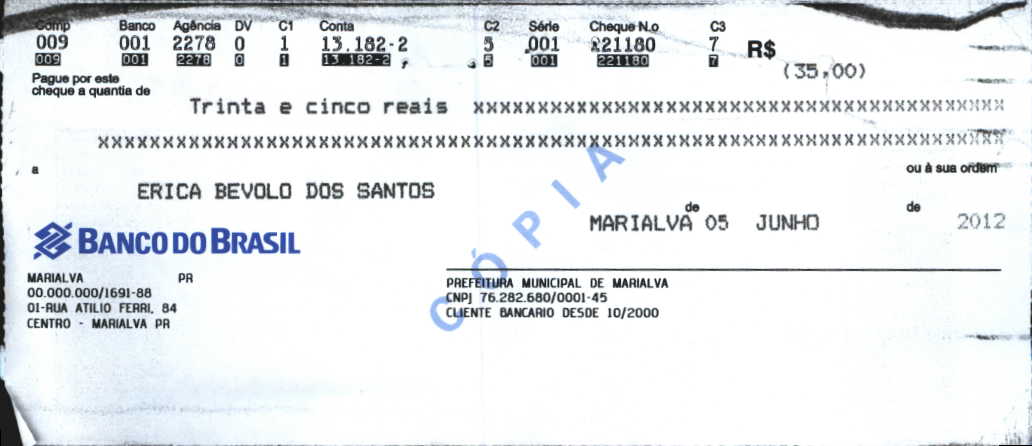 Comp Banco Agência DV C1 Conta C2 Série Cheque N.o C3
009 001 2278 0 1 13.182-2 5 001 221180 7 R$
009 001 2278 0 1 13 182-2 5 001 221180 7
(35,00)
Pague por este
cheque a quantia de
Trinta e cinco reais xxxxxxxxxxxxxxxxxxxxxxxxxxxxxxxxxxxxxxxxxxxxxxxxx
xxxxxxxxxxxxxxxxxxxxxxxxxxxxxxxxxxxxxxxxxxxxxxxxxxxxxxxxxxxxxxxxxxxxxxxxxxxxxxxxxxxx
a ou à sua ordem
ERICA BEVOLO DOS SANTOS
MARIALVA de 05 JUNHO de 2012
BANCO DO BRASIL
CÓPIA
MARIALVA PR
00.000.000/1691-88
01-RUA ATILIO FERRI, 84
CENTRO - MARIALVA PR
PREFEITURA MUNICIPAL DE MARIALVA
CNPJ 76.282.680/0001-45
CLIENTE BANCARIO DESDE 10/2000